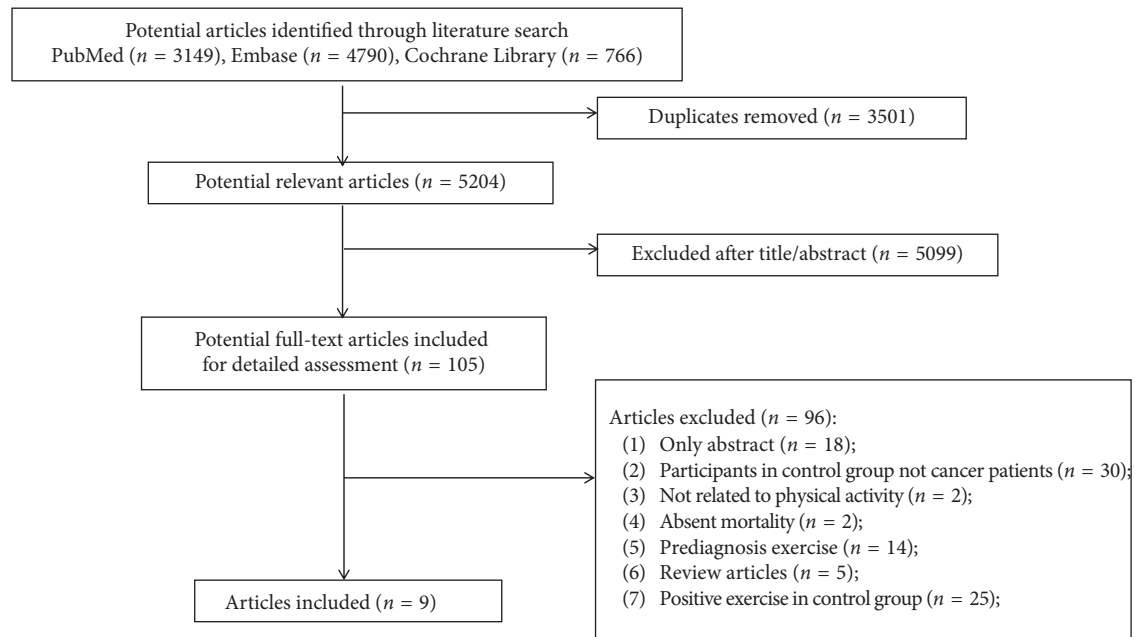 Potential articles identified through literature search
PubMed (n = 3149), Embase (n = 4790), Cochrane Library (n = 766)
Duplicates removed (n = 3501)
Potential relevant articles (n = 5204)
Excluded after title/abstract (n = 5099)
Potential full-text articles included
for detailed assessment (n = 105)
Articles excluded (n = 96):
(1) Only abstract (n = 18);
(2) Participants in control group not cancer patients (n = 30);
(3) Not related to physical activity (n = 2);
(4) Absent mortality (n = 2);
(5) Prediagnosis exercise (n = 14);
(6) Review articles (n = 5);
(7) Positive exercise in control group (n = 25);
Articles included (n = 9)